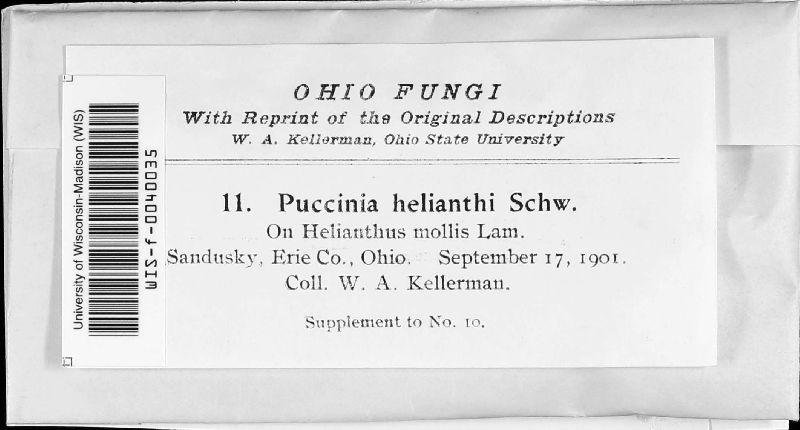 OHIO FUNGI
With Reprint of the Original Descriptions
W. A. Kellerman, Ohio State University
11. Puccinia helianthi Schw.
On Helianthus mollis Lam.
Sandusky, Erie Co., Ohio. September 17, 1901.
Coll. W. A. Kellerman.
Supplement to No. 10.
University of Wisconsin-Madison (WIS)
WIS-f-0040035